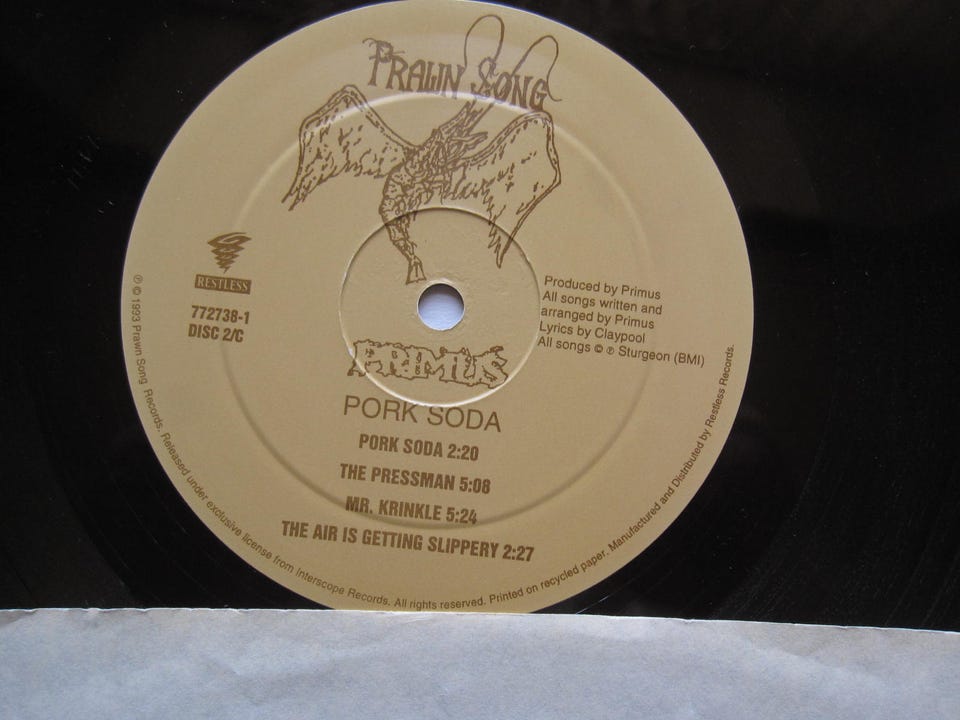 PRAWN SONG
RESTLESS
772738-1
DISC 2/C
Produced by Primus
All songs written and
arranged by Primus
Lyrics by Claypool
All songs © ℗ Sturgeon (BMI)
PRIMUS
PORK SODA
PORK SODA 2:20
THE PRESSMAN 5:08
MR. KRINKLE 5:24
THE AIR IS GETTING SLIPPERY 2:27
℗ © 1993 Prawn Song Records. Released under exclusive license from Interscope Records. All rights reserved. Printed on recycled paper. Manufactured and Distributed by Restless Records.